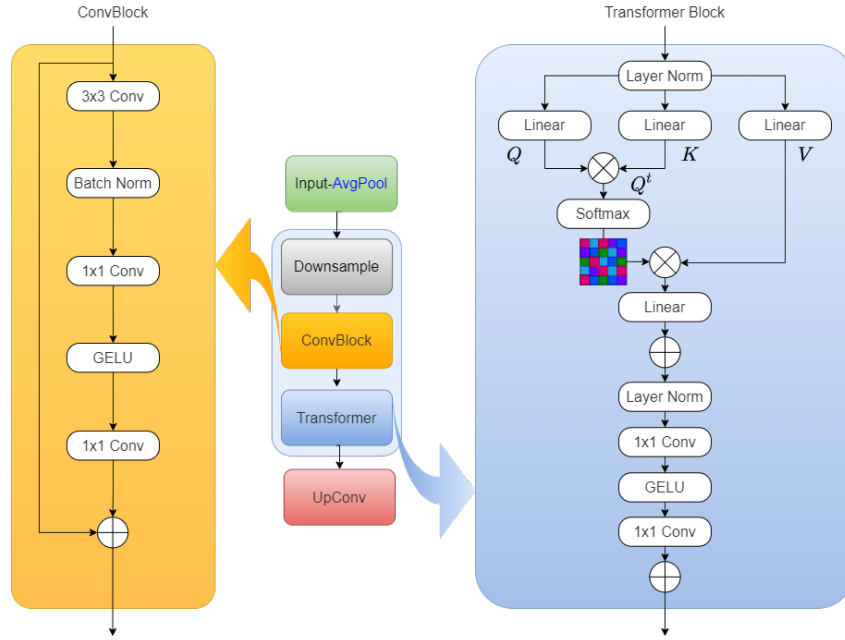 ConvBlock
3x3 Conv
Batch Norm
1x1 Conv
GELU
1x1 Conv
Input-AvgPool
Downsample
ConvBlock
Transformer
UpConv
Transformer Block
Layer Norm
Linear
Linear
Linear
Q
K
V
Q^t
Softmax
Linear
Layer Norm
1x1 Conv
GELU
1x1 Conv